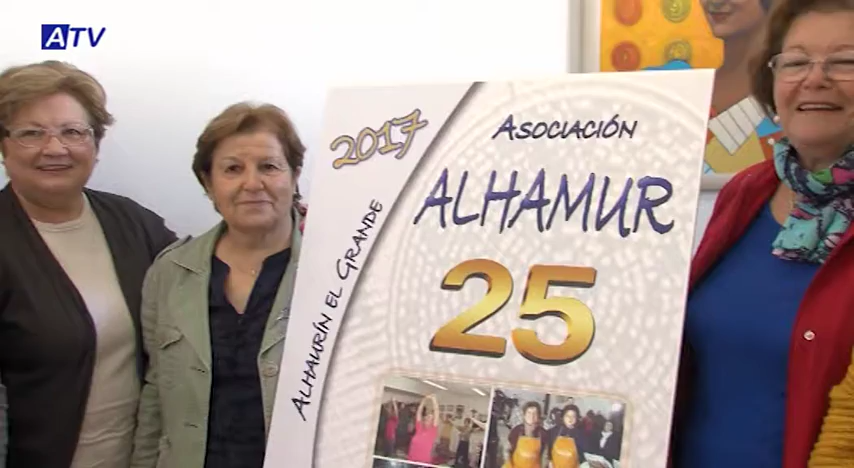 ATV
2017
ALHAURÍN EL GRANDE
ASOCIACIÓN
ALHAMUR
25